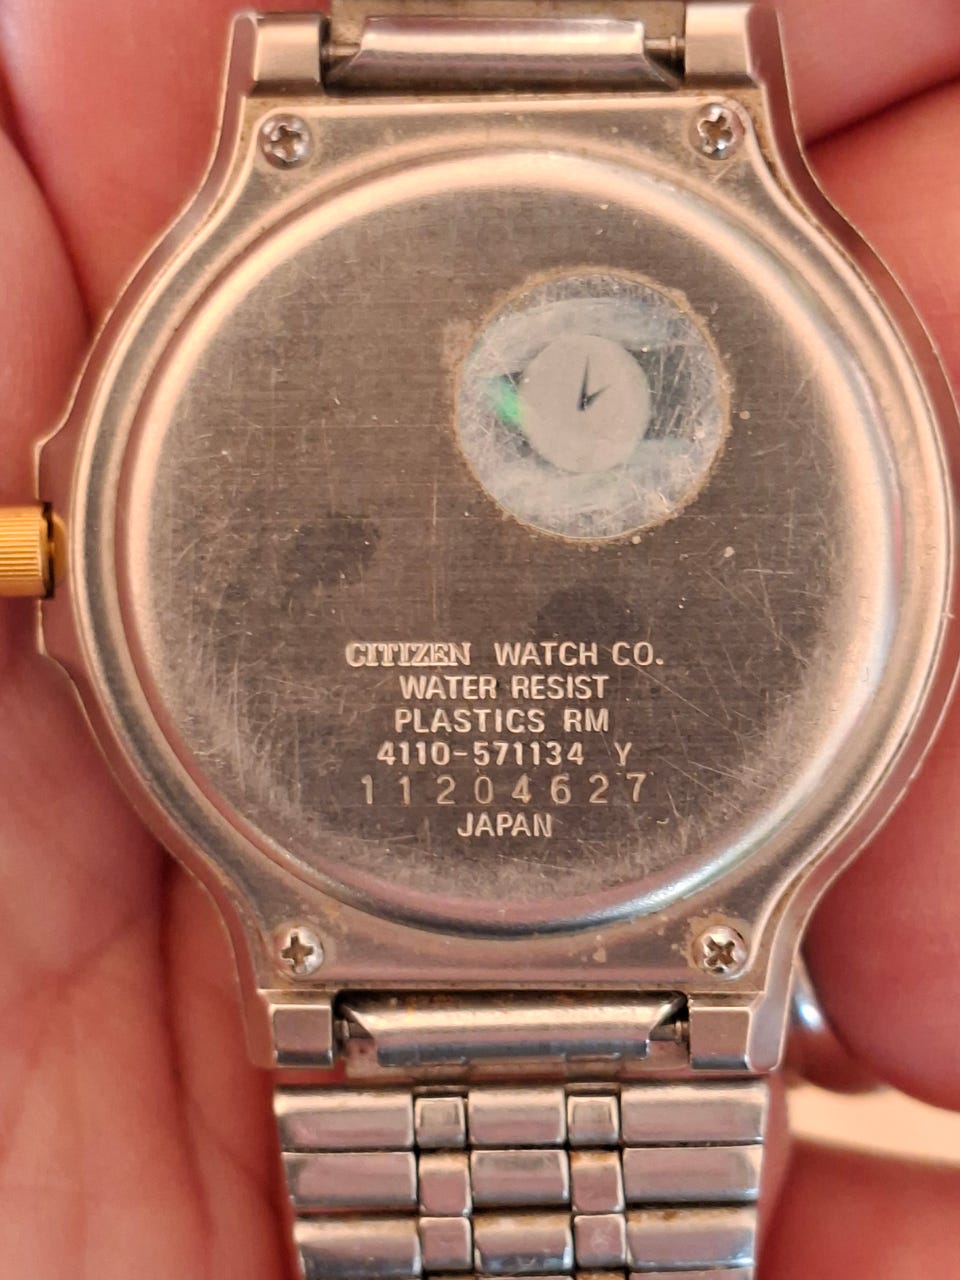 CITIZEN WATCH CO.
WATER RESIST
PLASTICS RM
4110-571134 Y
11204627
JAPAN